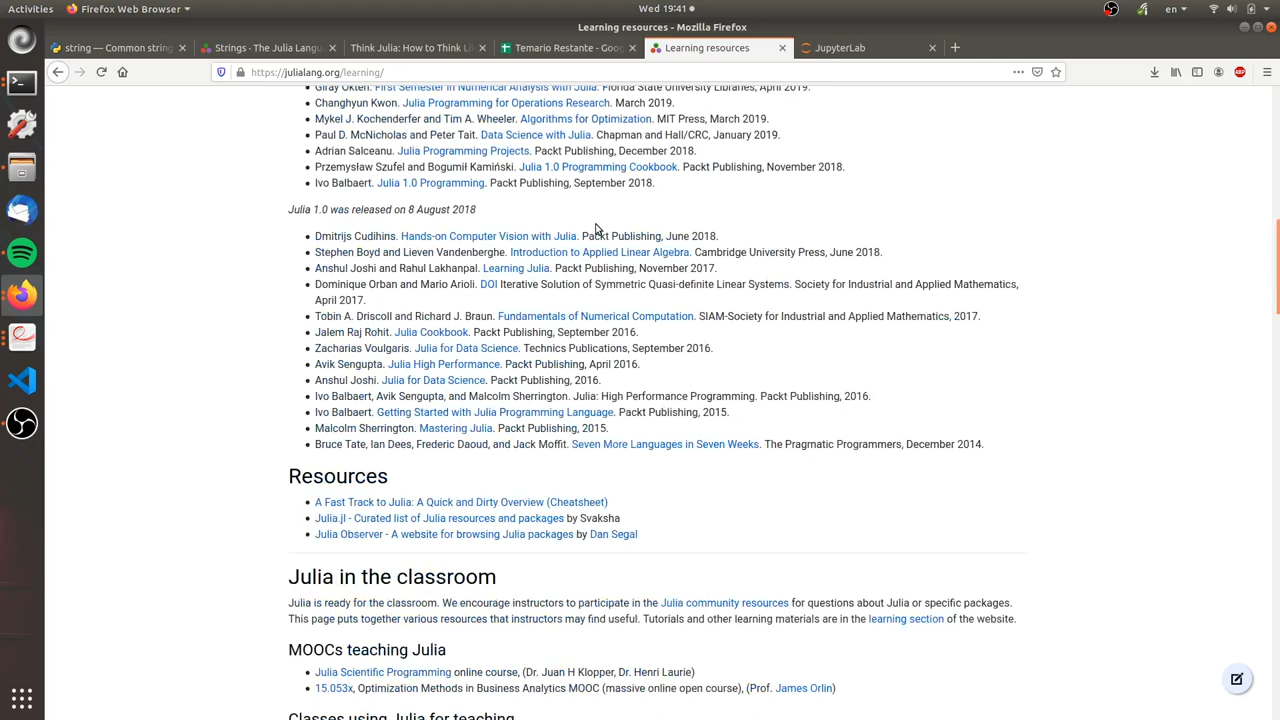 Activities
Firefox Web Browser
Wed 19:41
en
Learning resources - Mozilla Firefox
string — Common string
Strings · The Julia Langu
Think Julia: How to Think Li
Temario Restante - Goo
Learning resources
JupyterLab
https://julialang.org/learning/
ABP
Giray Ökten. First Semester in Numerical Analysis with Julia. Florida State University Libraries, April 2019.
Changhyun Kwon. Julia Programming for Operations Research. March 2019.
Mykel J. Kochenderfer and Tim A. Wheeler. Algorithms for Optimization. MIT Press, March 2019.
Paul D. McNicholas and Peter Tait. Data Science with Julia. Chapman and Hall/CRC, January 2019.
Adrian Salceanu. Julia Programming Projects. Packt Publishing, December 2018.
Przemysław Szufel and Bogumił Kamiński. Julia 1.0 Programming Cookbook. Packt Publishing, November 2018.
Ivo Balbaert. Julia 1.0 Programming. Packt Publishing, September 2018.
Julia 1.0 was released on 8 August 2018
Dmitrijs Cudihins. Hands-on Computer Vision with Julia. Packt Publishing, June 2018.
Stephen Boyd and Lieven Vandenberghe. Introduction to Applied Linear Algebra. Cambridge University Press, June 2018.
Anshul Joshi and Rahul Lakhanpal. Learning Julia. Packt Publishing, November 2017.
Dominique Orban and Mario Arioli. DOI Iterative Solution of Symmetric Quasi-definite Linear Systems. Society for Industrial and Applied Mathematics,
April 2017.
Tobin A. Driscoll and Richard J. Braun. Fundamentals of Numerical Computation. SIAM-Society for Industrial and Applied Mathematics, 2017.
Jalem Raj Rohit. Julia Cookbook. Packt Publishing, September 2016.
Zacharias Voulgaris. Julia for Data Science. Technics Publications, September 2016.
Avik Sengupta. Julia High Performance. Packt Publishing, April 2016.
Anshul Joshi. Julia for Data Science. Packt Publishing, 2016.
Ivo Balbaert, Avik Sengupta, and Malcolm Sherrington. Julia: High Performance Programming. Packt Publishing, 2016.
Ivo Balbaert. Getting Started with Julia Programming Language. Packt Publishing, 2015.
Malcolm Sherrington. Mastering Julia. Packt Publishing, 2015.
Bruce Tate, Ian Dees, Frederic Daoud, and Jack Moffit. Seven More Languages in Seven Weeks. The Pragmatic Programmers, December 2014.
Resources
A Fast Track to Julia: A Quick and Dirty Overview (Cheatsheet)
Julia.jl - Curated list of Julia resources and packages by Svaksha
Julia Observer - A website for browsing Julia packages by Dan Segal
Julia in the classroom
Julia is ready for the classroom. We encourage instructors to participate in the Julia community resources for questions about Julia or specific packages.
This page puts together various resources that instructors may find useful. Tutorials and other learning materials are in the learning section of the website.
MOOCs teaching Julia
Julia Scientific Programming online course, (Dr. Juan H Klopper, Dr. Henri Laurie)
15.053x, Optimization Methods in Business Analytics MOOC (massive online open course), (Prof. James Orlin)
Classes using Julia for teaching